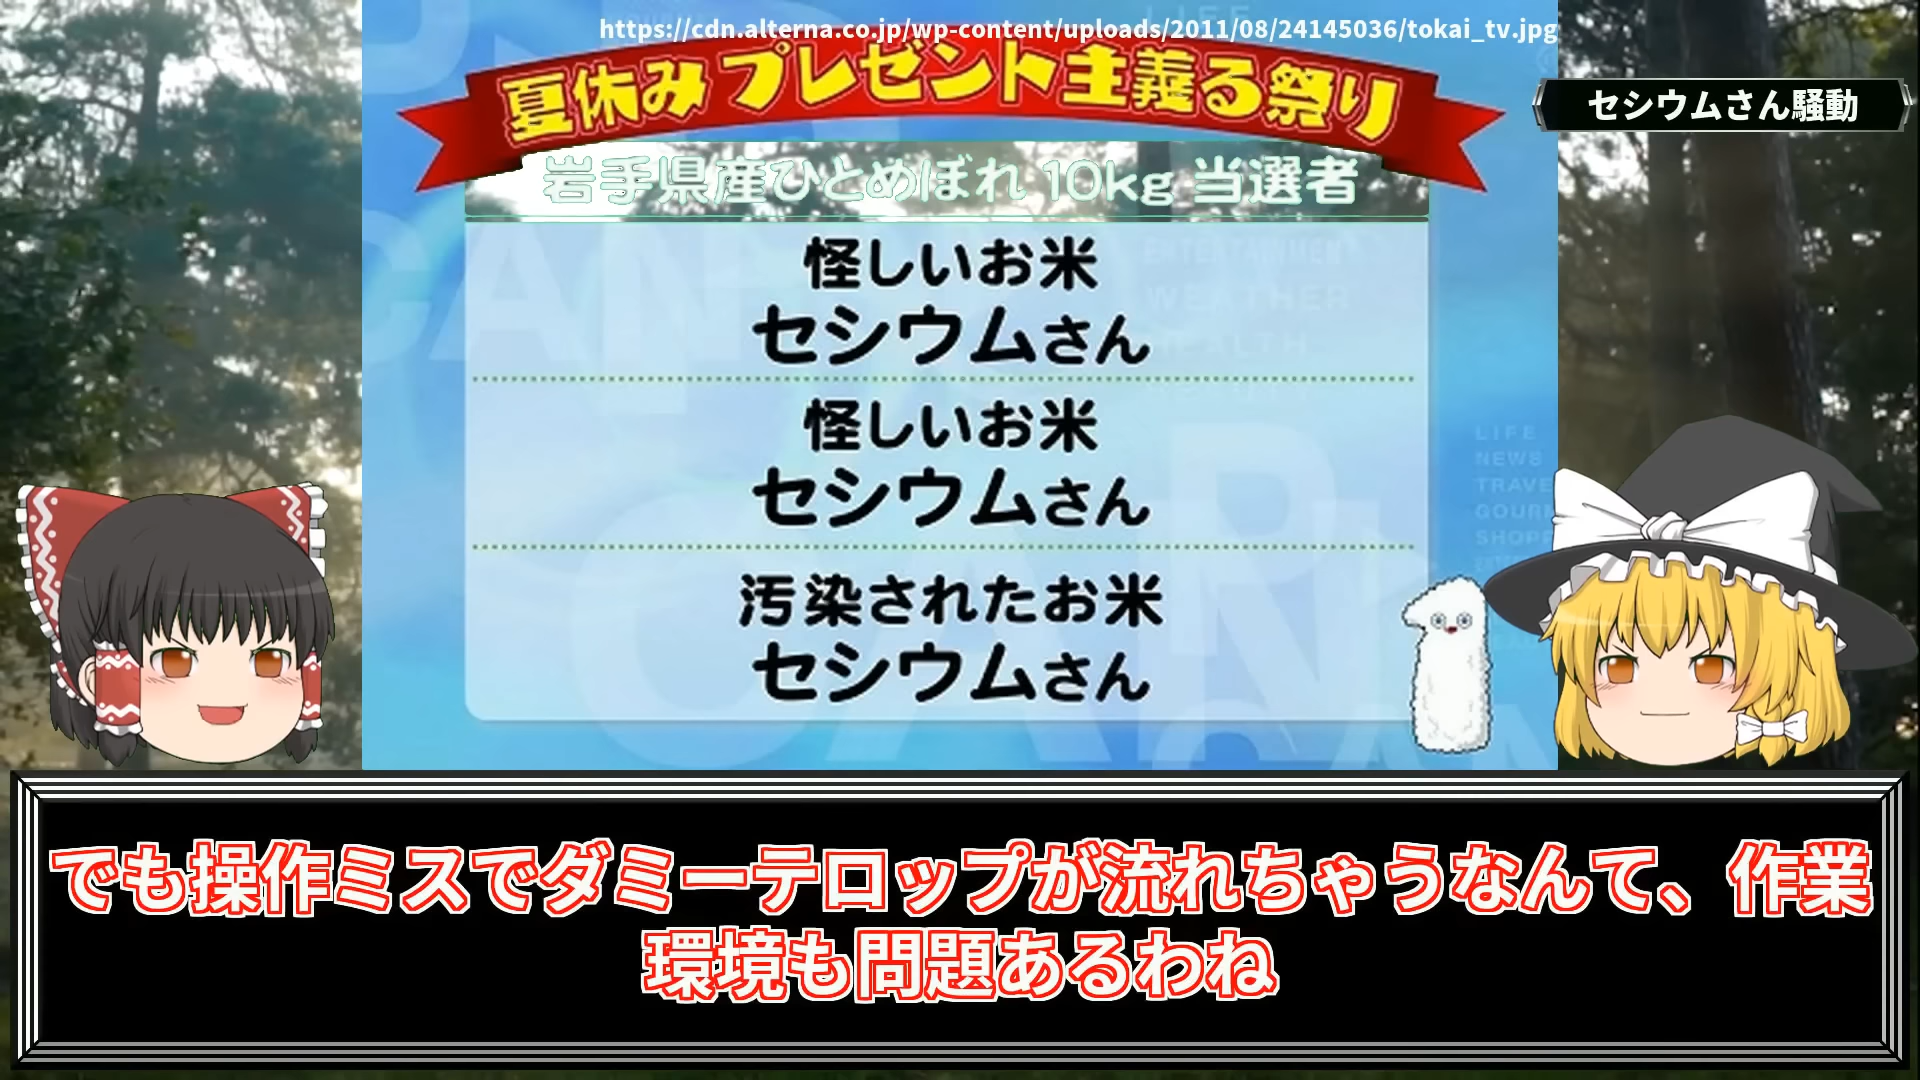 https://cdn.alterna.co.jp/wp-content/uploads/2011/08/24145036/tokai_tv.jpg
夏休みプレゼント主義る祭り
セシウムさん騒動
岩手県産ひとめぼれ 10kg 当選者
怪しいお米
セシウムさん
怪しいお米
セシウムさん
汚染されたお米
セシウムさん
ENTERTAINMENT
WEATHER
HEALTH
LIFE
NEWS
でも操作ミスでダミーテロップが流れちゃうなんて、作業
環境も問題あるわね